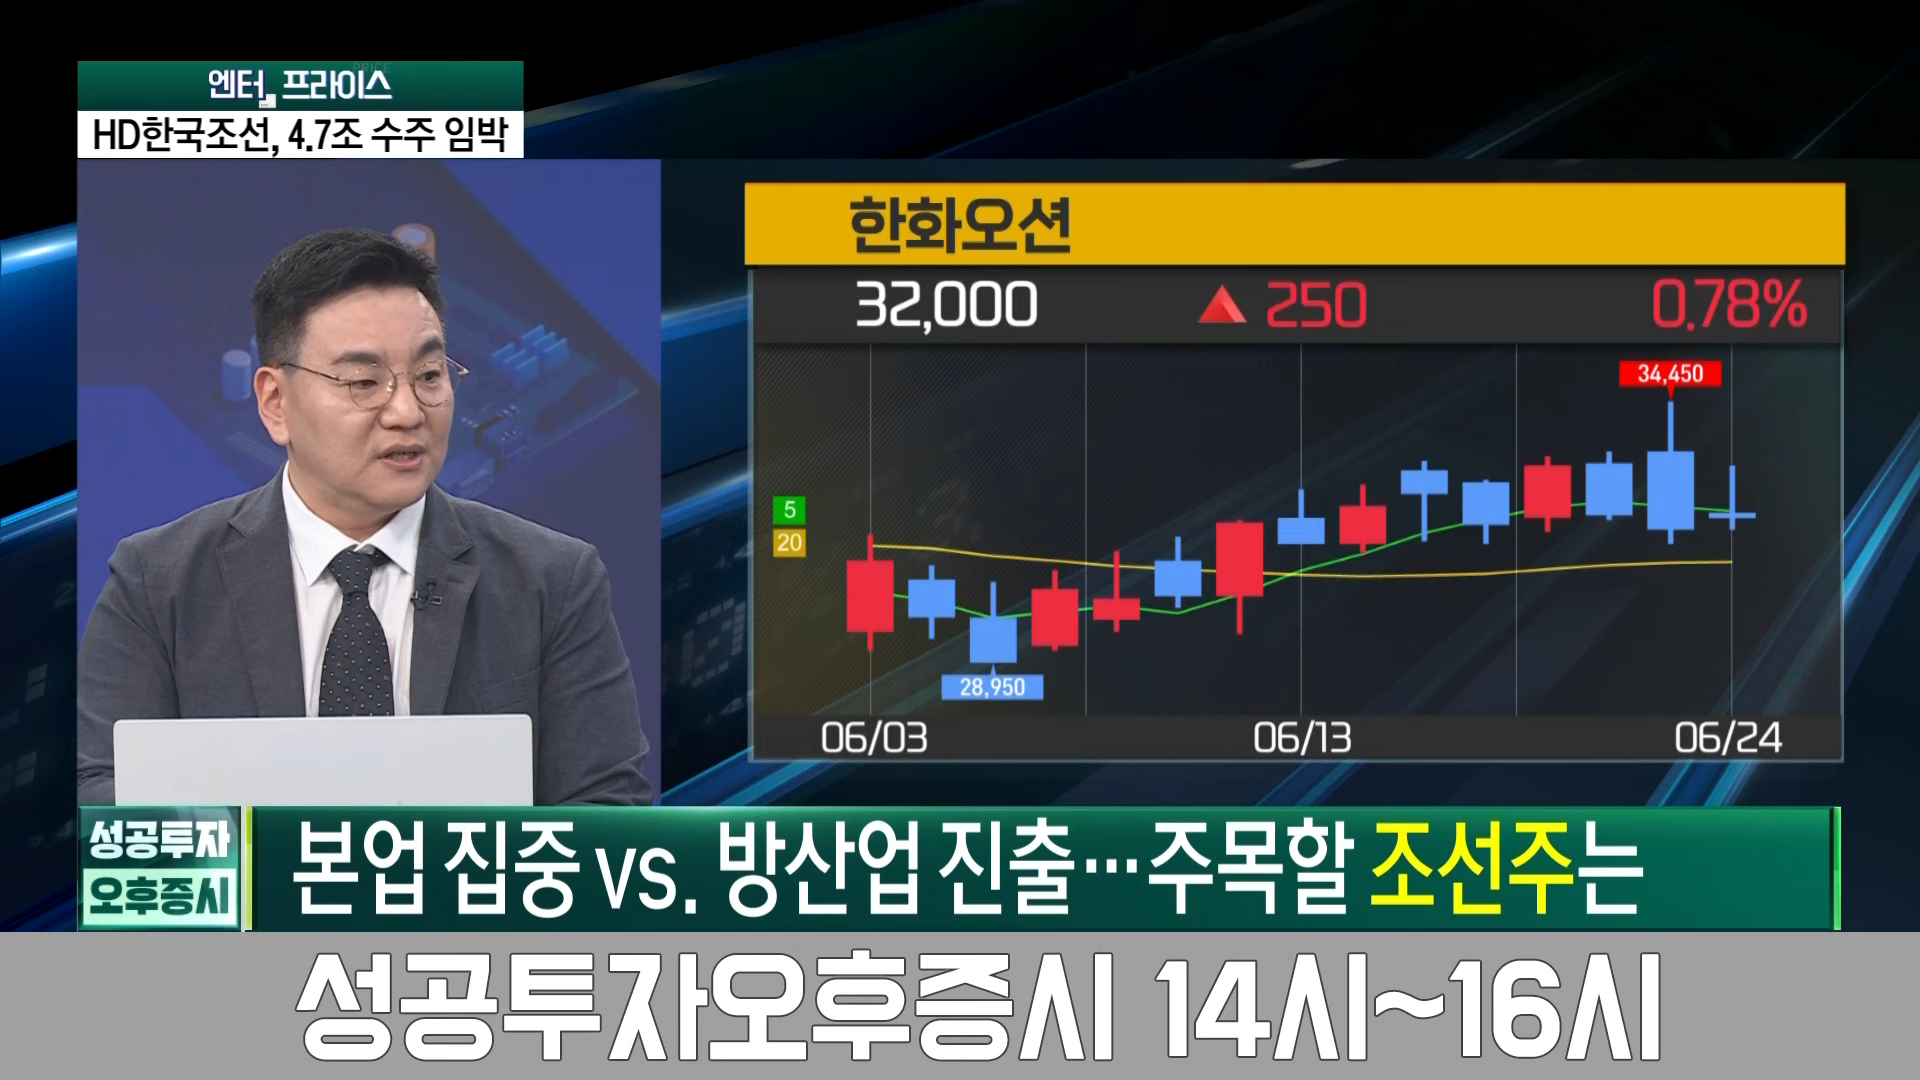 엔터 프라이스
PRICE
HD한국조선, 4.7조 수주 임박
한화오션
32,000 ▲ 250 0.78%
34,450
5
20
28,950
06/03 06/13 06/24
성공투자
오후증시
본업 집중 vs. 방산업 진출…주목할 조선주는
성공투자오후증시 14시~16시